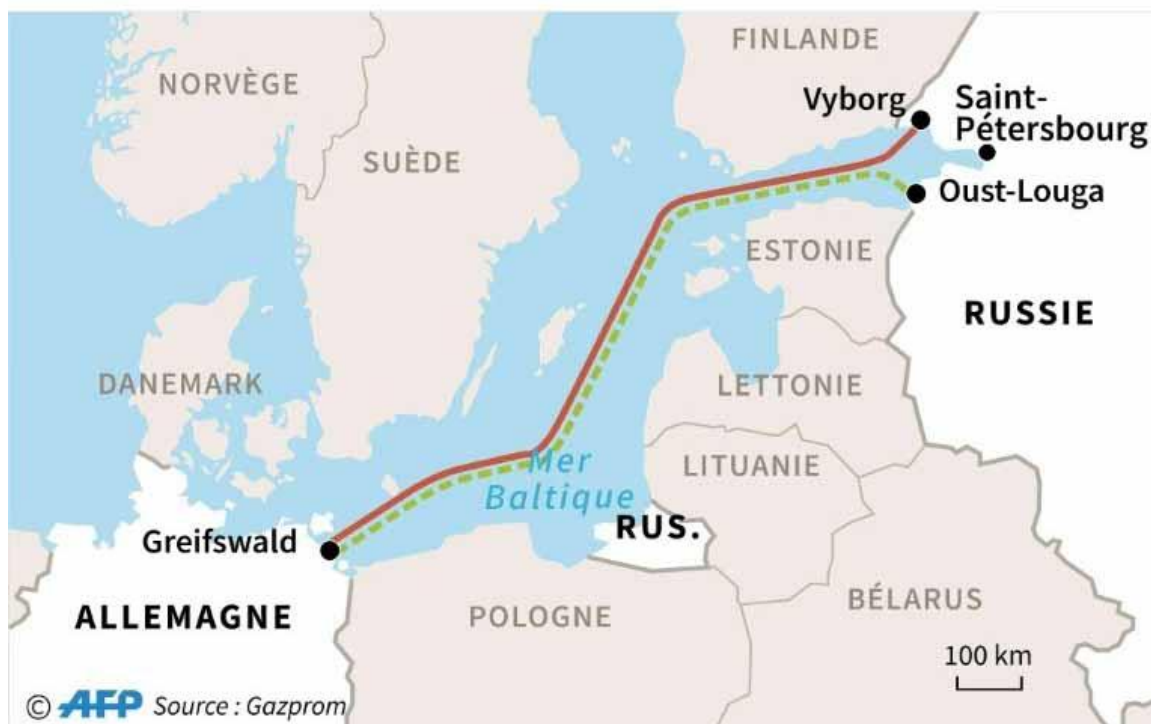 FINLANDE
NORVÈGE
Vyborg
Saint-
Pétersbourg
SUÈDE
Oust-Louga
ESTONIE
RUSSIE
DANEMARK
LETTONIE
LITUANIE
Mer
Baltique
RUS.
Greifswald
ALLEMAGNE
POLOGNE
BÉLARUS
100 km
© AFP Source : Gazprom